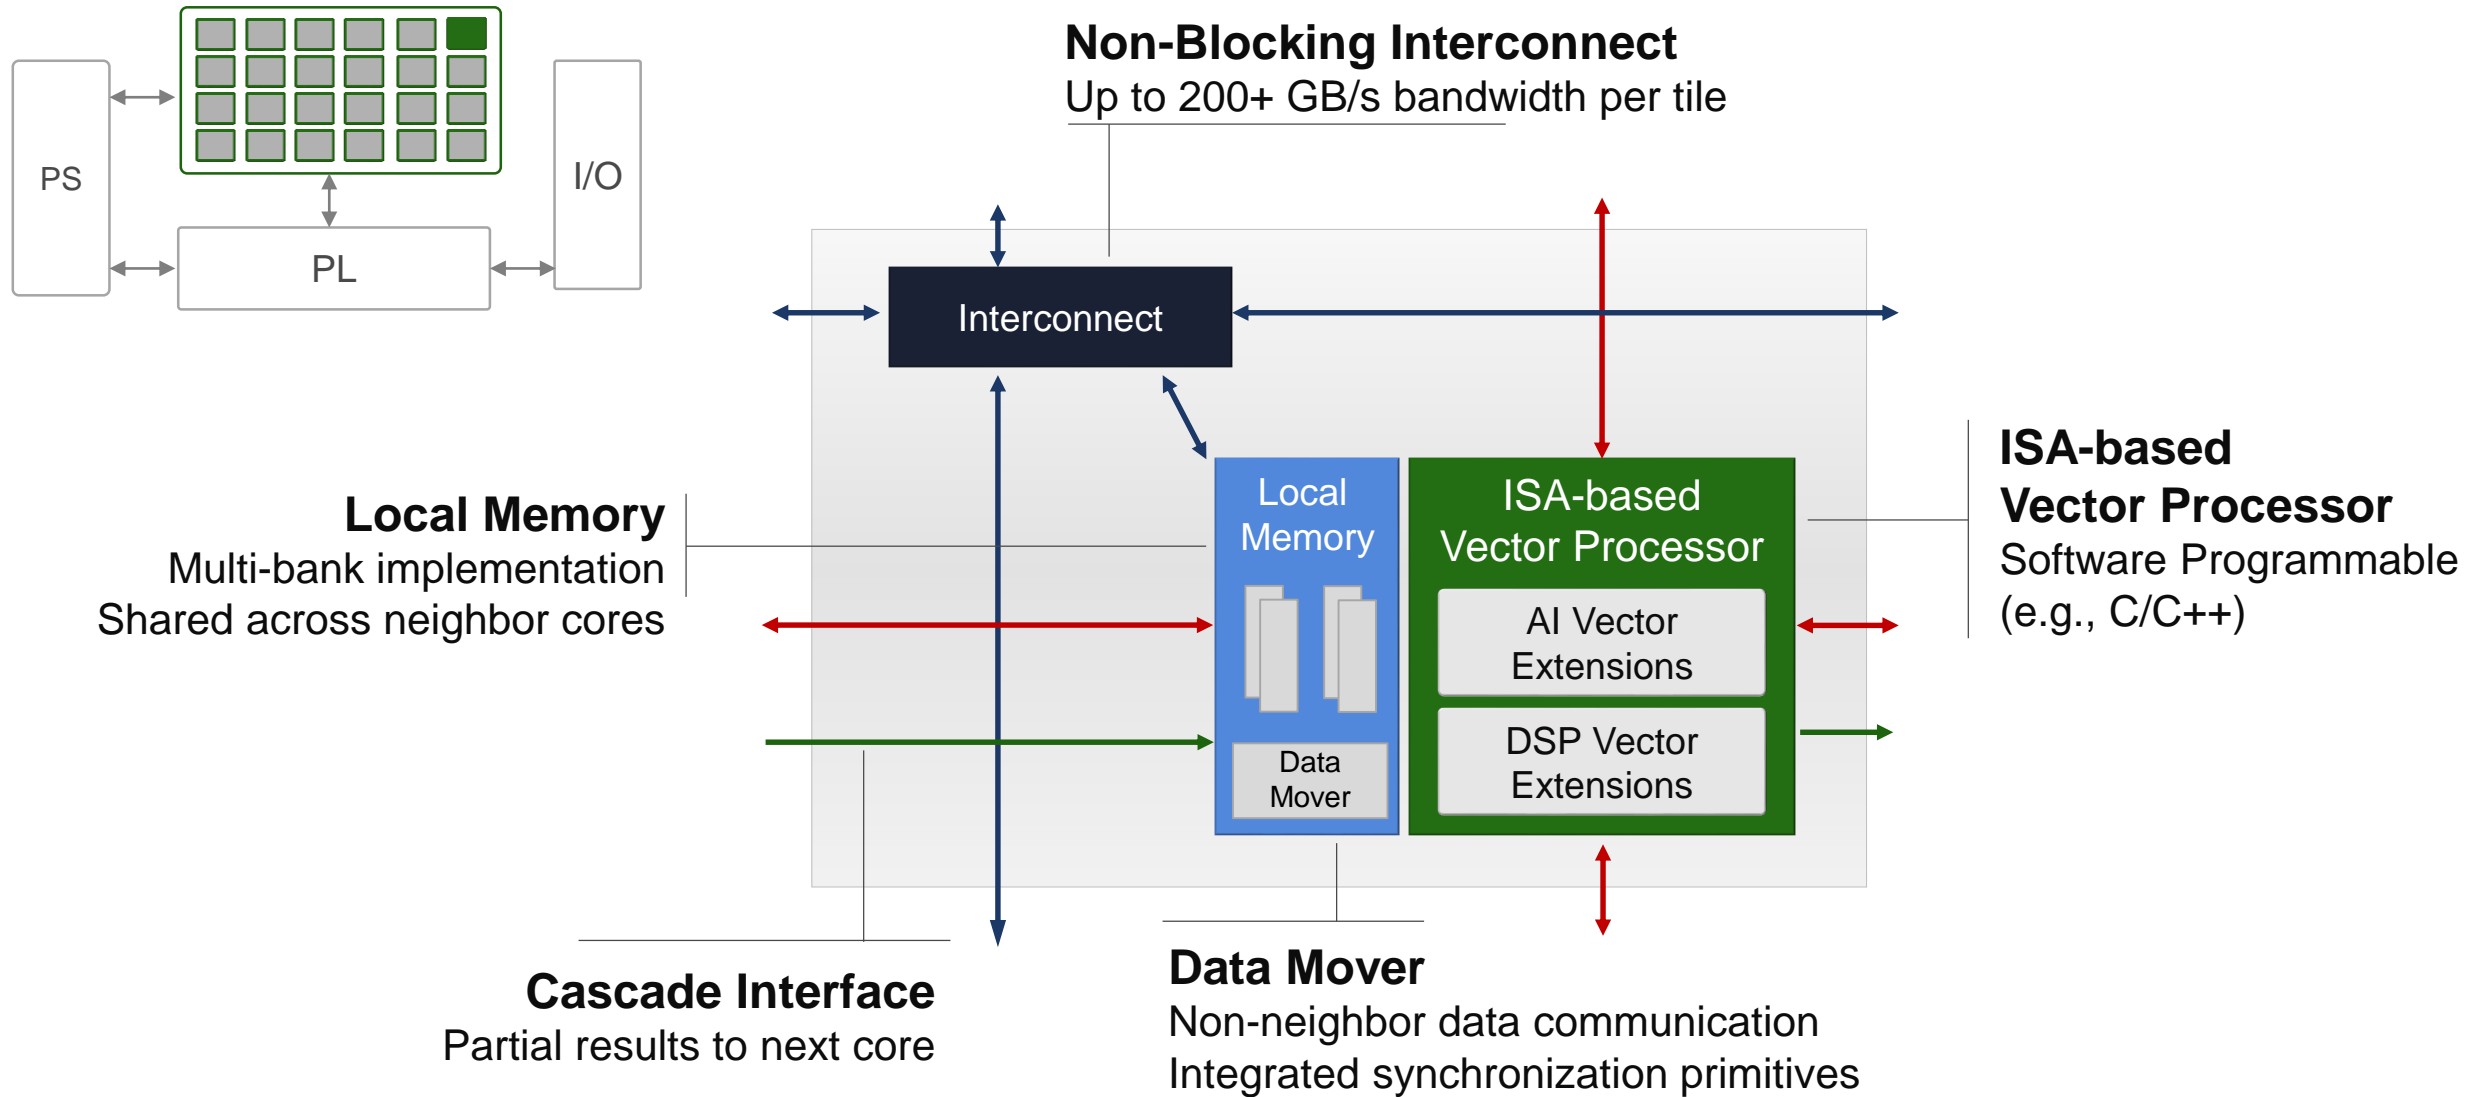 PS
PL
I/O
Non-Blocking Interconnect
Up to 200+ GB/s bandwidth per tile
Interconnect
Local Memory
Multi-bank implementation
Shared across neighbor cores
Local
Memory
Data
Mover
ISA-based
Vector Processor
AI Vector
Extensions
DSP Vector
Extensions
ISA-based
Vector Processor
Software Programmable
(e.g., C/C++)
Cascade Interface
Partial results to next core
Data Mover
Non-neighbor data communication
Integrated synchronization primitives